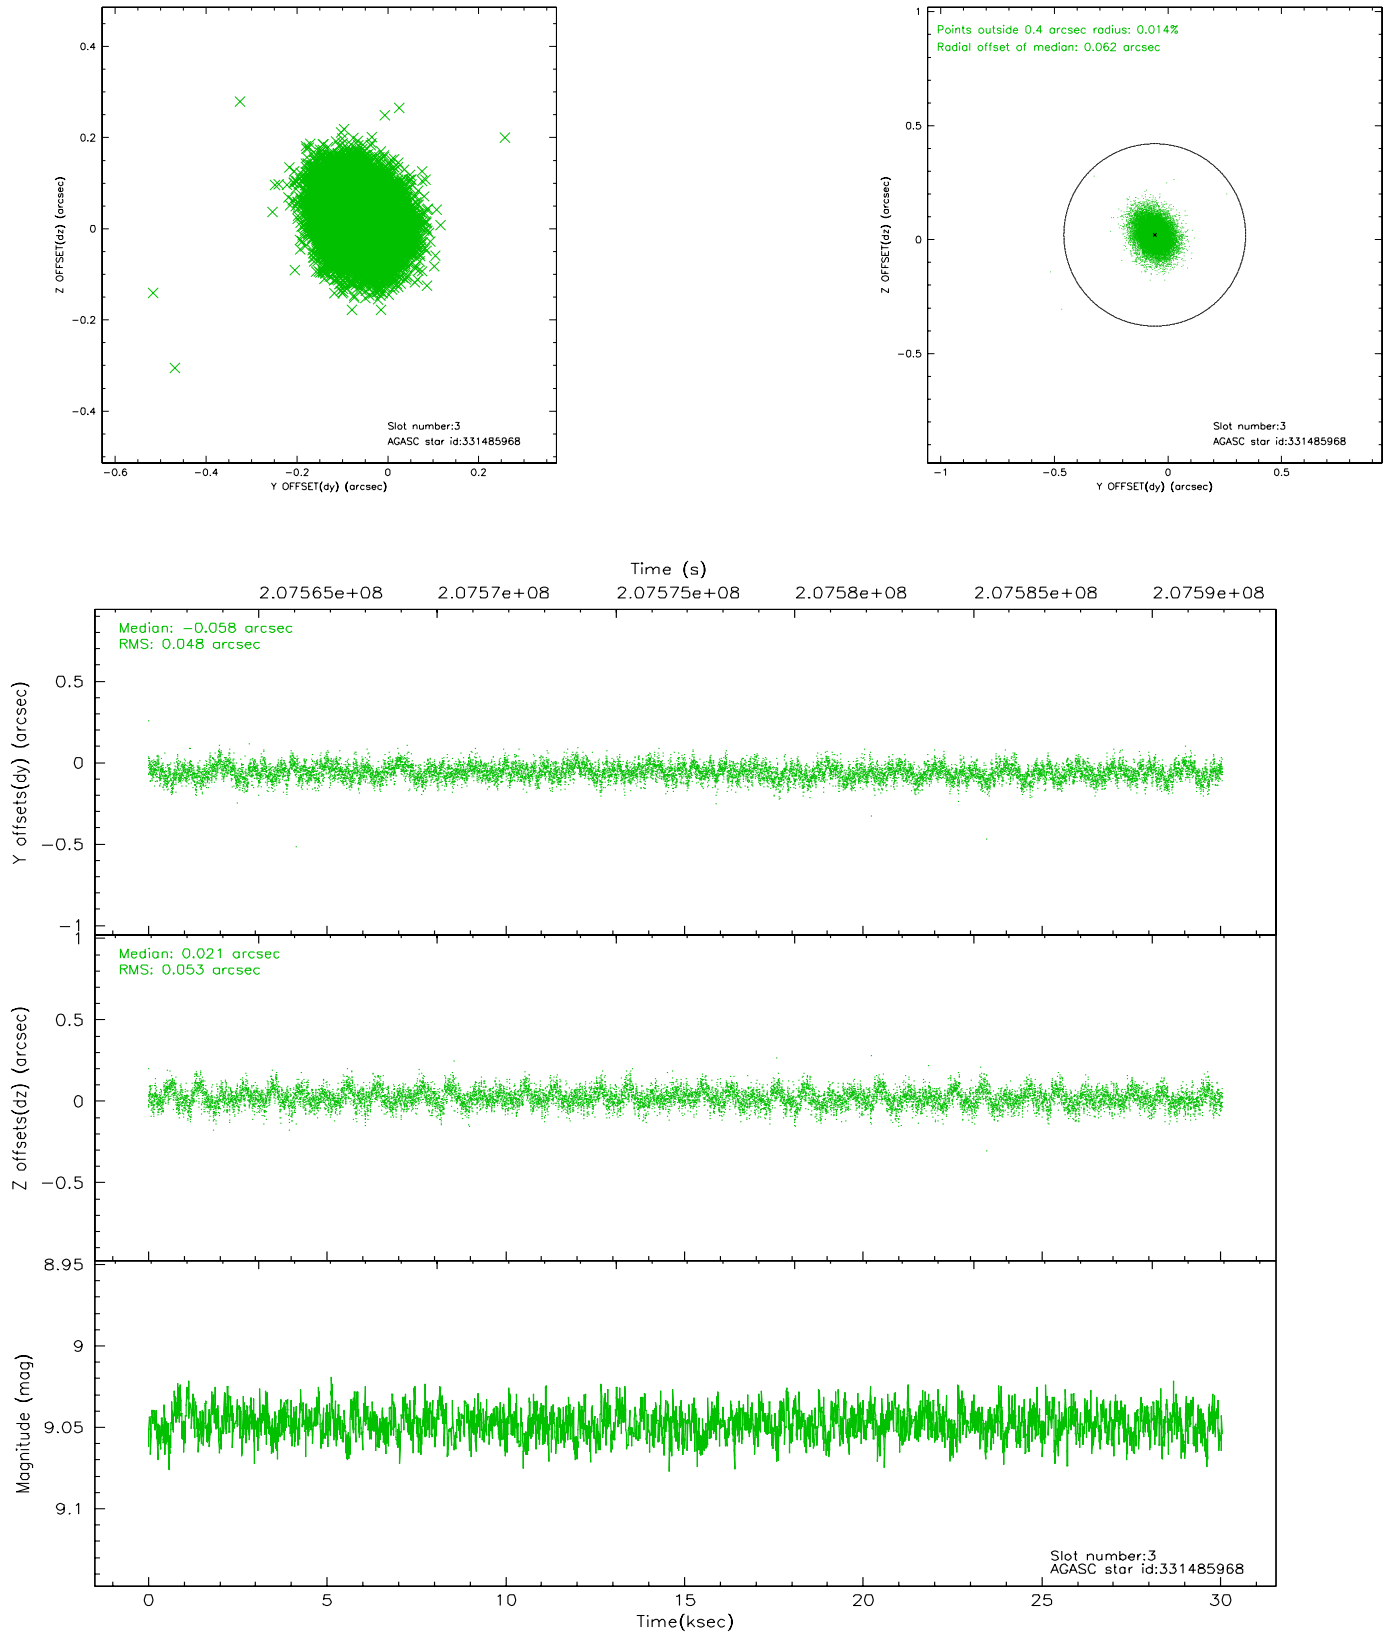 0.4
0.2
0
−0.2
−0.4
Z OFFSET(dz) (arcsec)
Slot number:3
AGASC star id:331485968
−0.6 −0.4 −0.2 0 0.2
Y OFFSET(dy) (arcsec)
Points outside 0.4 arcsec radius: 0.014%
Radial offset of median: 0.062 arcsec
1
0.5
0
−0.5
Z OFFSET(dz) (arcsec)
Slot number:3
AGASC star id:331485968
−1 −0.5 0 0.5
Y OFFSET(dy) (arcsec)
Time (s)
2.07565e+08 2.0757e+08 2.07575e+08 2.0758e+08 2.07585e+08 2.0759e+08
Median: −0.058 arcsec
RMS: 0.048 arcsec
0.5
0
−0.5
−1
Y offsets(dy) (arcsec)
Median: 0.021 arcsec
RMS: 0.053 arcsec
1
0.5
0
−0.5
Z offsets(dz) (arcsec)
8.95
9
9.05
9.1
Magnitude (mag)
Slot number:3
AGASC star id:331485968
0 5 10 15 20 25 30
Time(ksec)